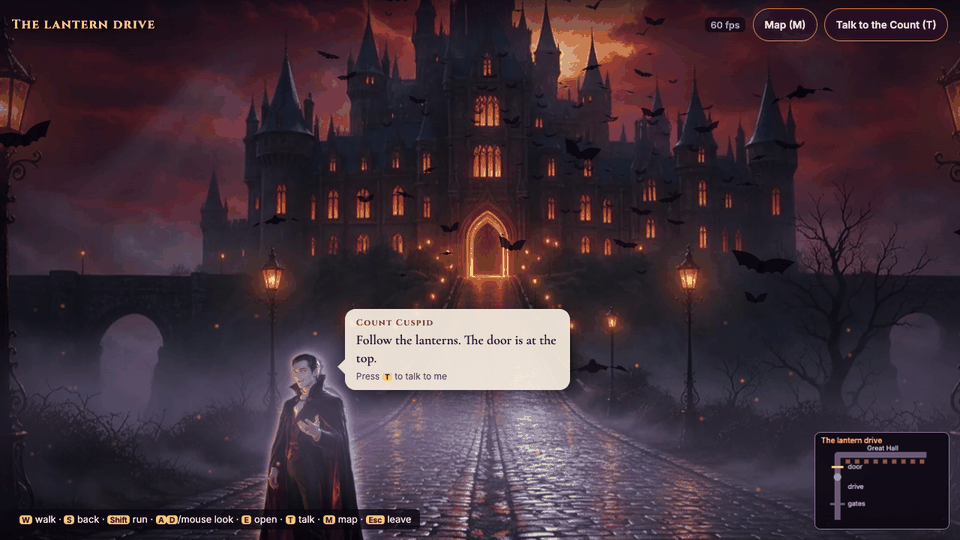 The lantern drive
60 fps
Map (M)
Talk to the Count (T)
Count Cuspid
Follow the lanterns. The door is at the
top.
Press T to talk to me
The lantern drive
Great Hall
door
drive
gates
W walk · S back · Shift run · A D/mouse look · E open · T talk · M map · Esc leave